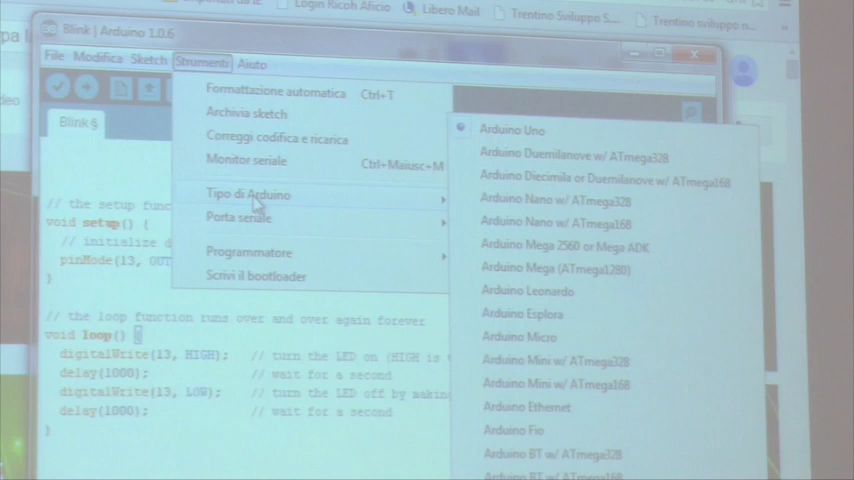 Login Ricoh Aficio
Libero Mail
Trentino Sviluppo S...
Trentino sviluppo n...
Blink | Arduino 1.0.6
File Modifica Sketch Strumenti Aiuto
Blink §
Formattazione automatica Ctrl+T
Archivia sketch
Correggi codifica e ricarica
Monitor seriale Ctrl+Maiusc+M
Tipo di Arduino
Porta seriale
Programmatore
Scrivi il bootloader
Arduino Uno
Arduino Duemilanove w/ ATmega328
Arduino Diecimila or Duemilanove w/ ATmega168
Arduino Nano w/ ATmega328
Arduino Nano w/ ATmega168
Arduino Mega 2560 or Mega ADK
Arduino Mega (ATmega1280)
Arduino Leonardo
Arduino Esplora
Arduino Micro
Arduino Mini w/ ATmega328
Arduino Mini w/ ATmega168
Arduino Ethernet
Arduino Fio
Arduino BT w/ ATmega328
Arduino BT w/ ATmega168
// the setup func
void setup() {
// initialize d
pinMode(13, OUT
}
// the loop function runs over and over again forever
void loop() {
digitalWrite(13, HIGH); // turn the LED on (HIGH is
delay(1000); // wait for a second
digitalWrite(13, LOW); // turn the LED off by making
delay(1000); // wait for a second
}